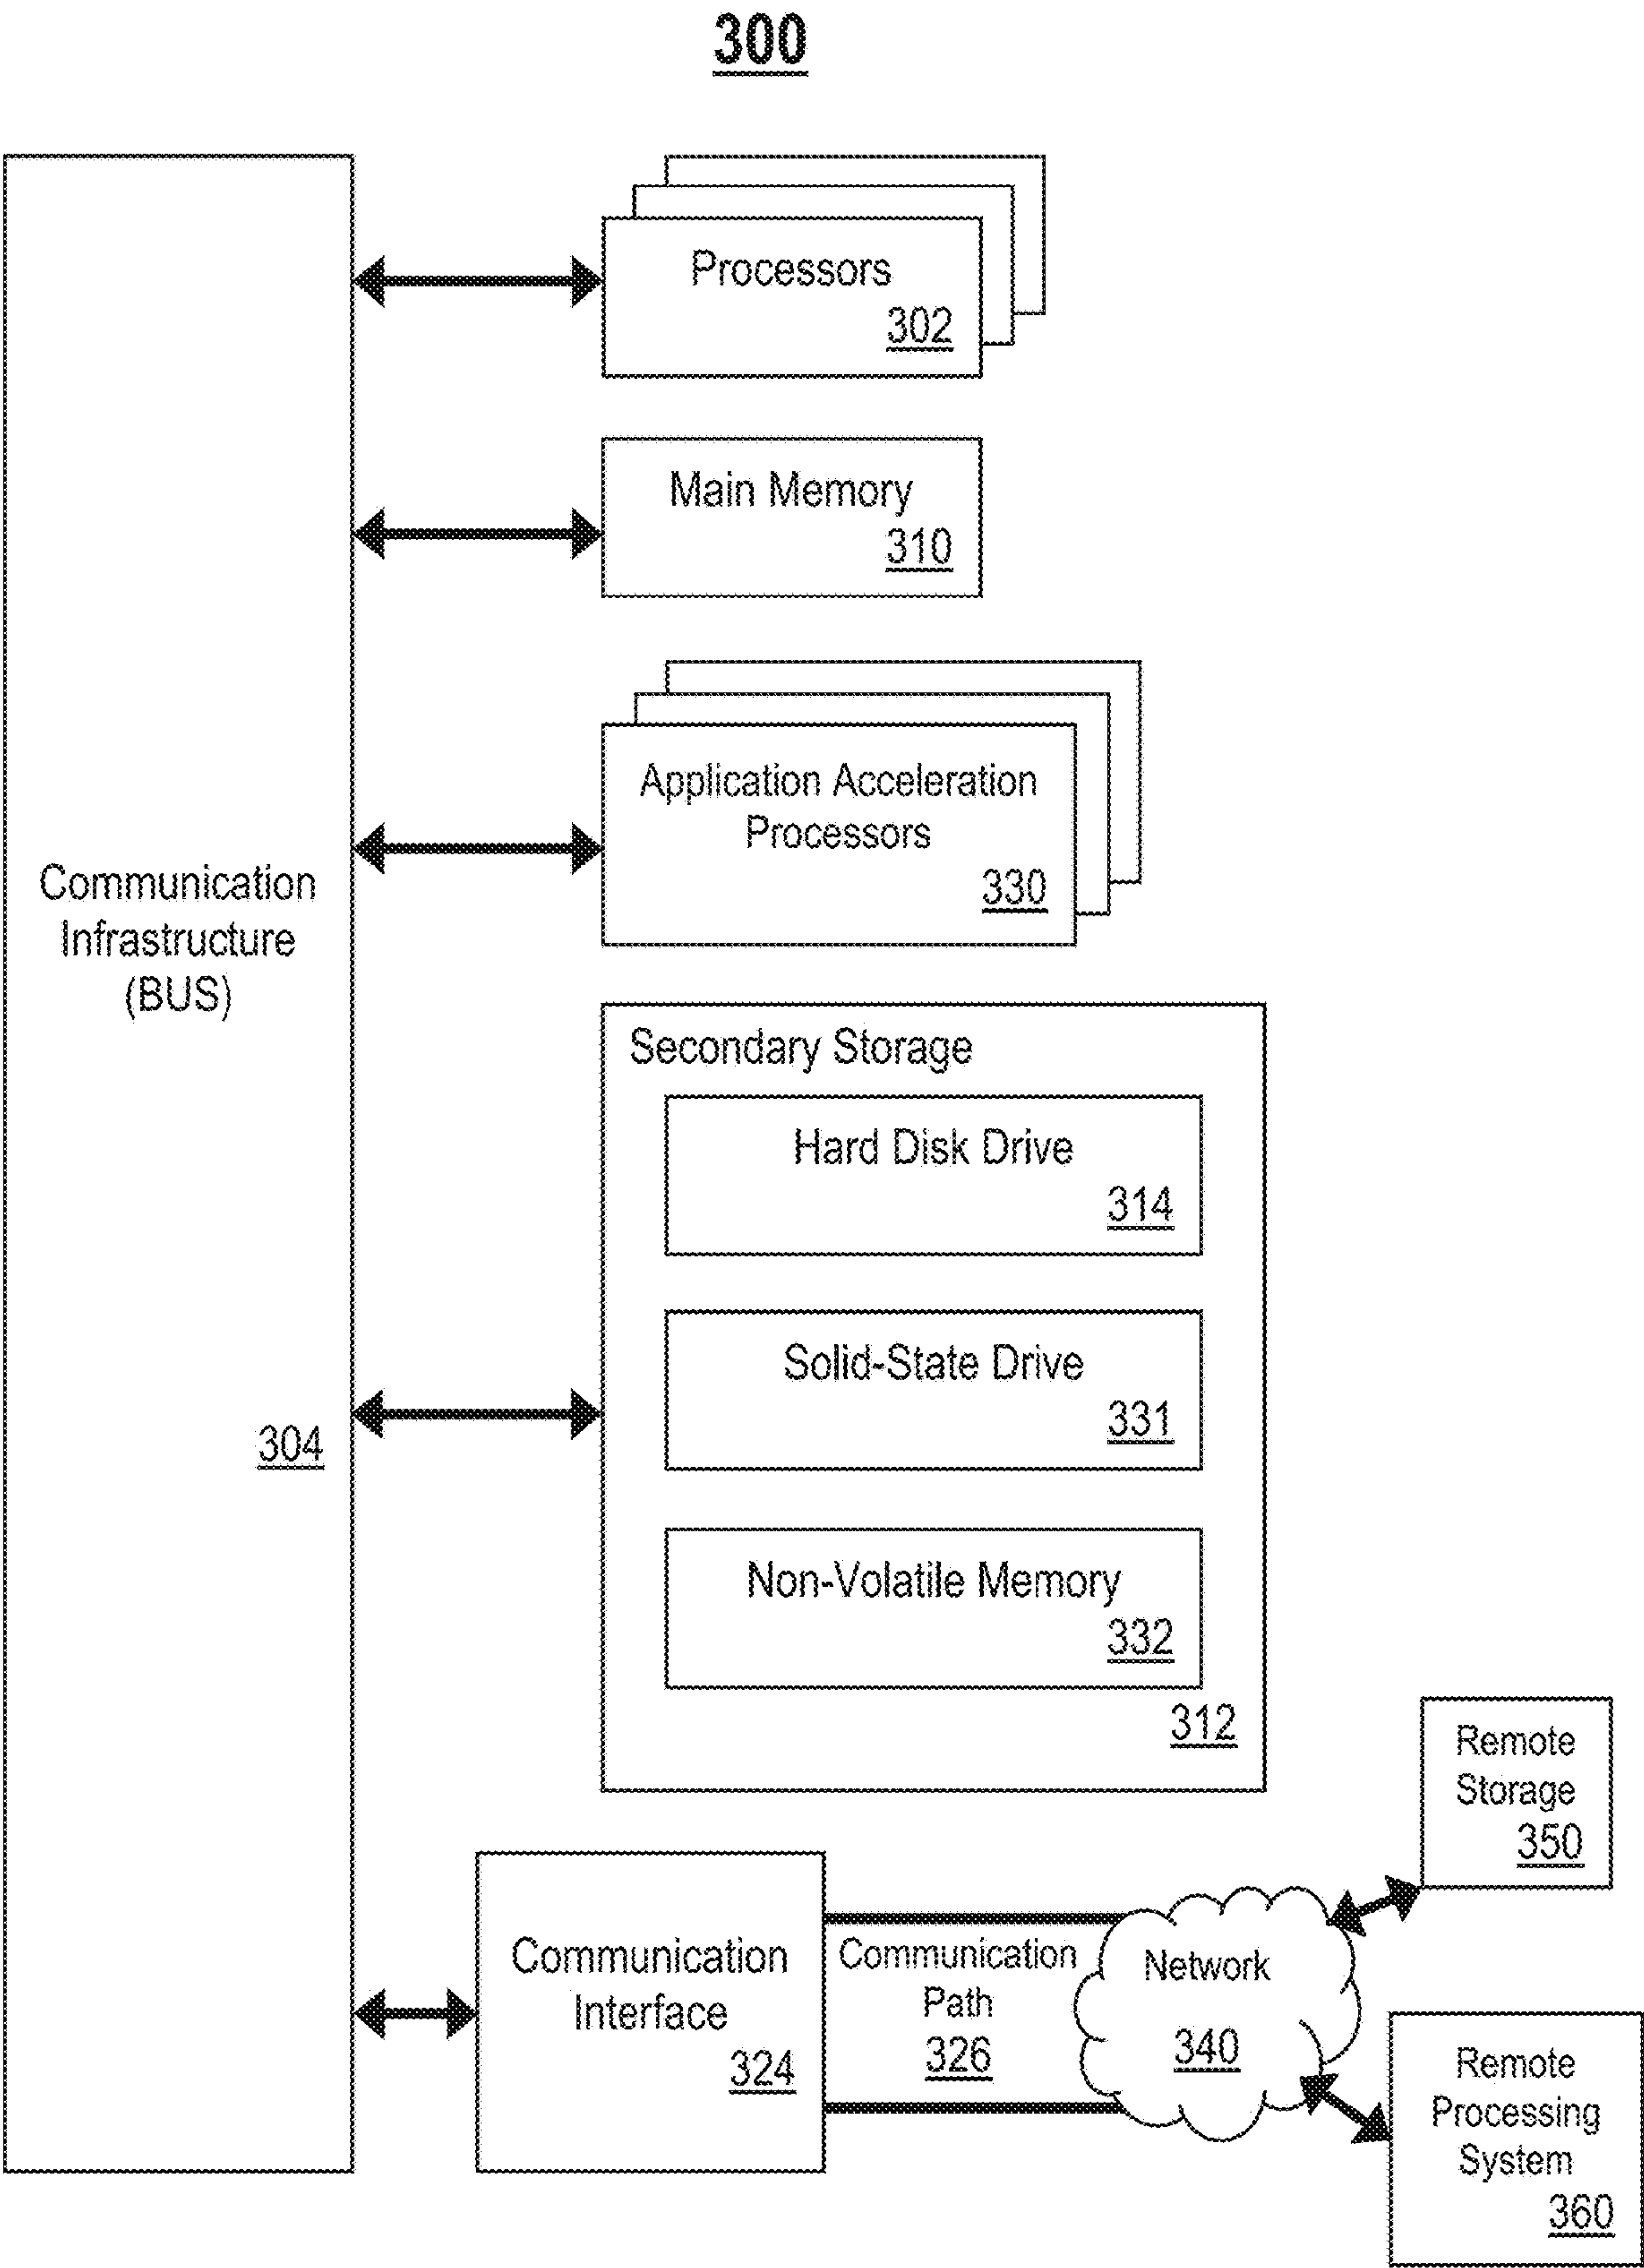 300
Processors
302
Main Memory
310
Application Acceleration
Processors
330
Communication
Infrastructure
(BUS)
304
Secondary Storage
Hard Disk Drive
314
Solid-State Drive
331
Non-Volatile Memory
332
312
Communication
Interface
324
Communication
Path
326
Network
340
Remote
Storage
350
Remote
Processing
System
360